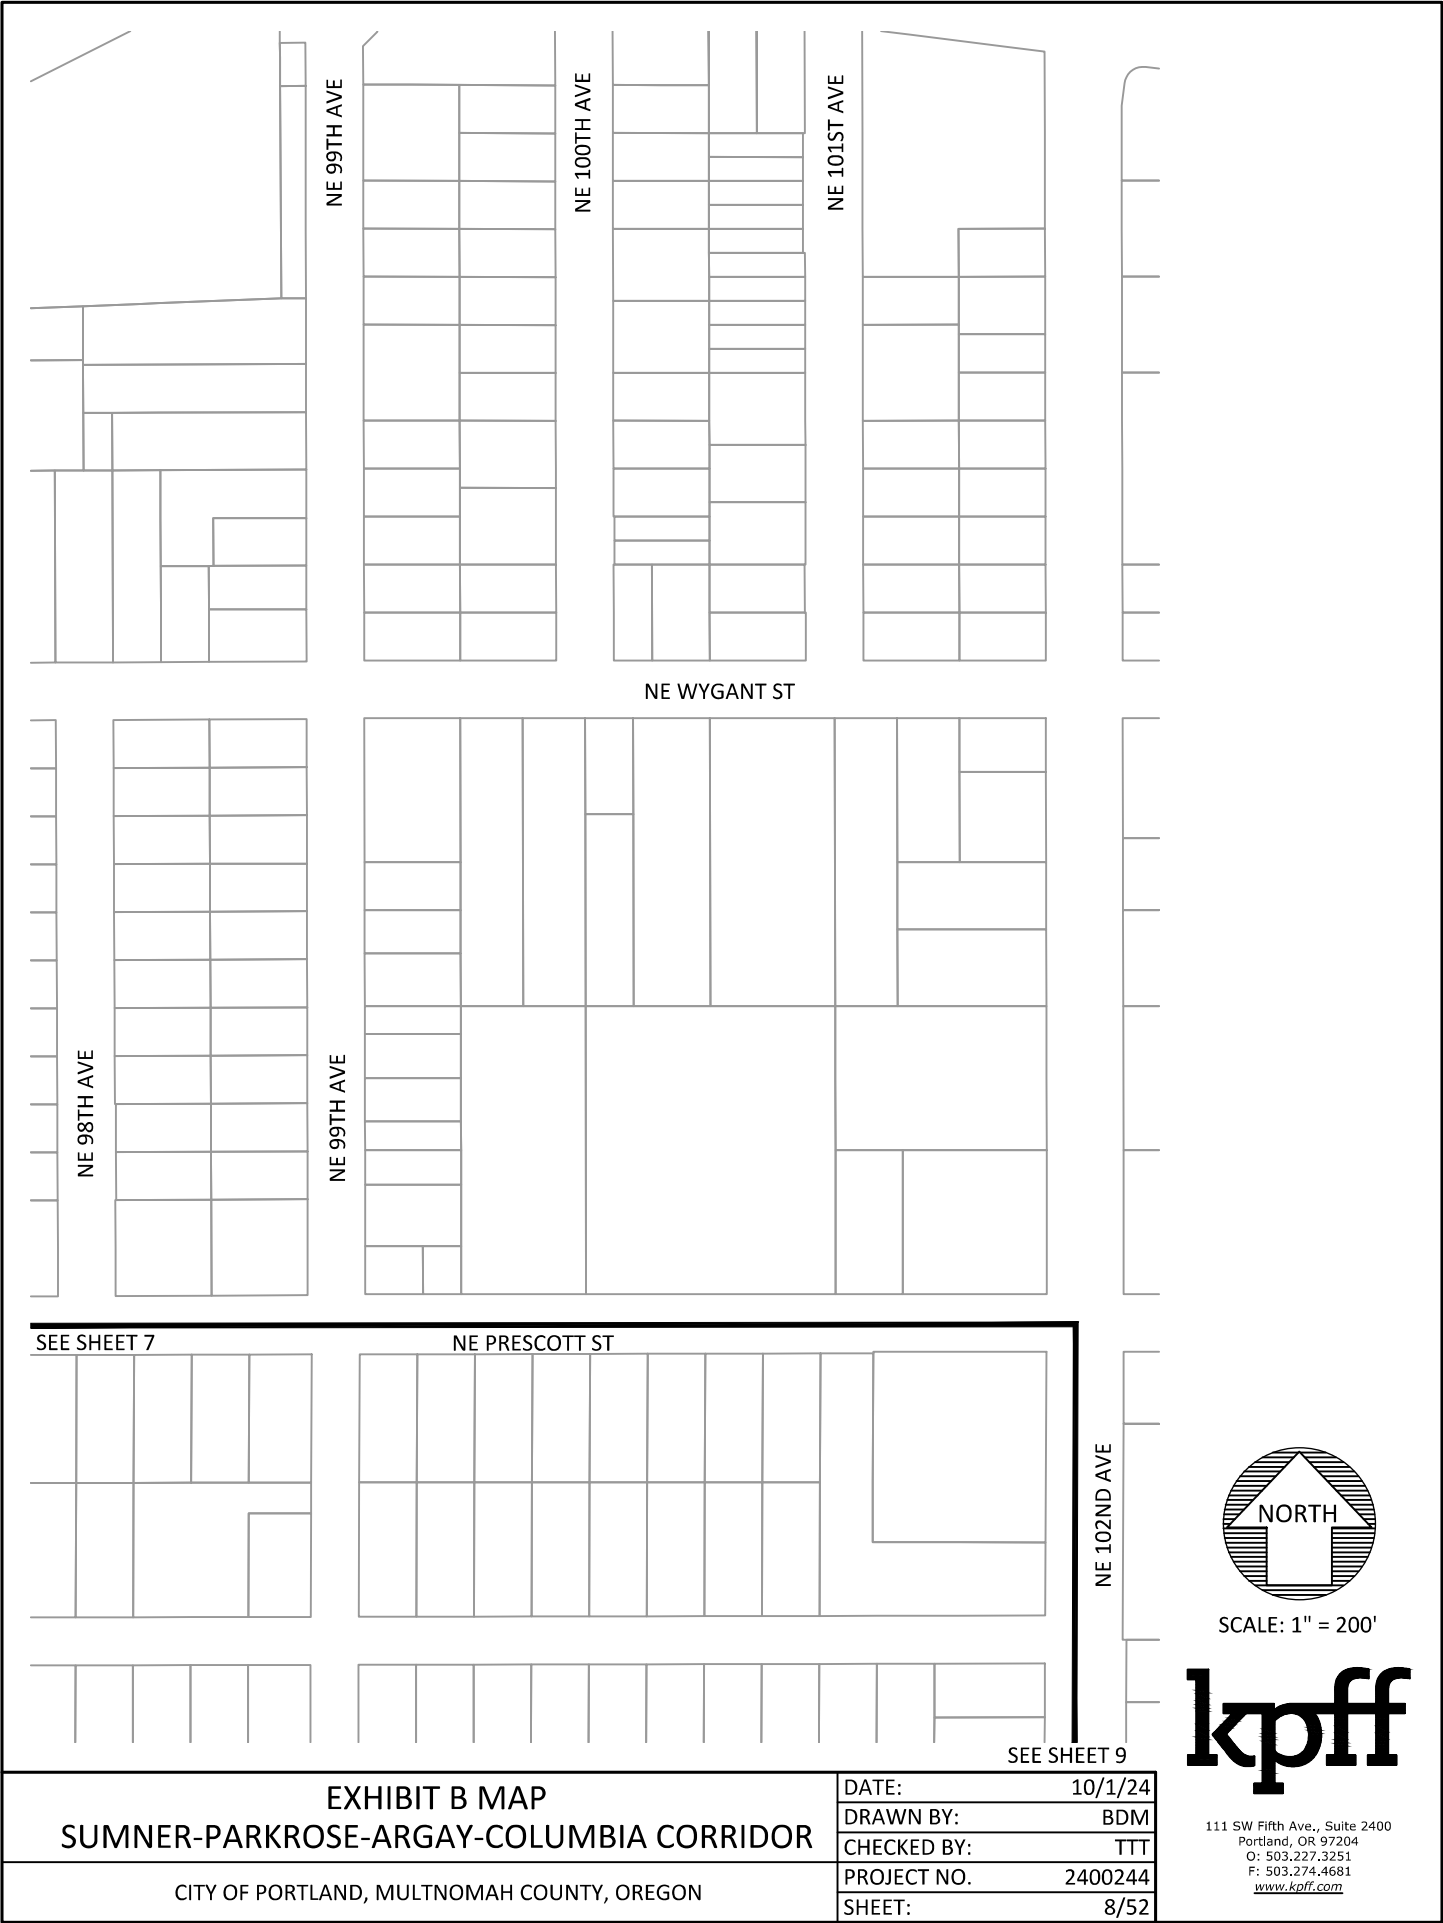 NE 99TH AVE
NE 100TH AVE
NE 101ST AVE
NE WYGANT ST
NE 98TH AVE
NE 99TH AVE
SEE SHEET 7
NE PRESCOTT ST
NE 102ND AVE
NORTH
SCALE: 1" = 200'
kpff
SEE SHEET 9
EXHIBIT B MAP
SUMNER-PARKROSE-ARGAY-COLUMBIA CORRIDOR
CITY OF PORTLAND, MULTNOMAH COUNTY, OREGON
DATE: 10/1/24
DRAWN BY: BDM
CHECKED BY: TTT
PROJECT NO. 2400244
SHEET: 8/52
111 SW Fifth Ave., Suite 2400
Portland, OR 97204
O: 503.227.3251
F: 503.274.4681
www.kpff.com